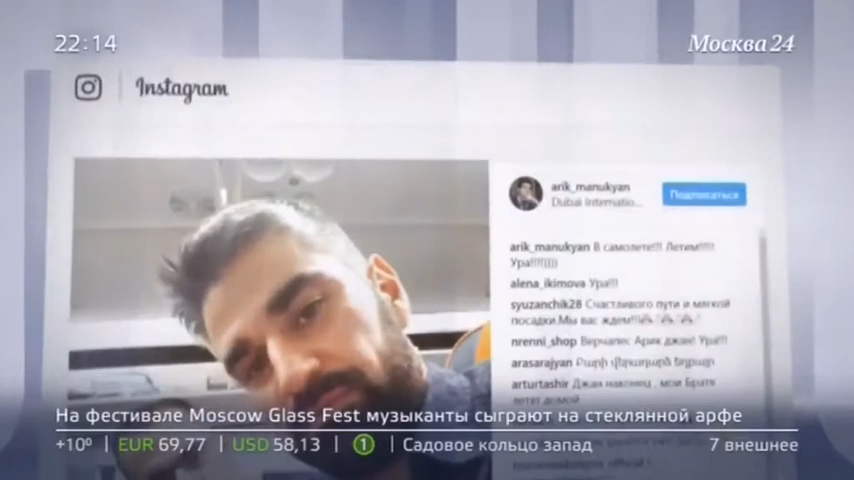 22:14
Москва 24
Instagram
arik_manukyan
Dubai Internatio...
Подписаться
arik_manukyan В самолете!!! Летим!!!!!
Ура!!!!)))))
alena_ikimova Ура!!!
syuzanchik28 Счастливого пути и мягкой
посадки.Мы вас ждем!!!
nrenni_shop Верчапес Арик джан! Ура!!!
arasarajyan Բարի վերադարձ եղբայր
arturtashir Джан наконец , мои Братя
летят домой
На фестивале Moscow Glass Fest музыканты сыграют на стеклянной арфе
+10° | EUR 69,77 | USD 58,13 | 1 | Садовое кольцо запад 7 внешнее